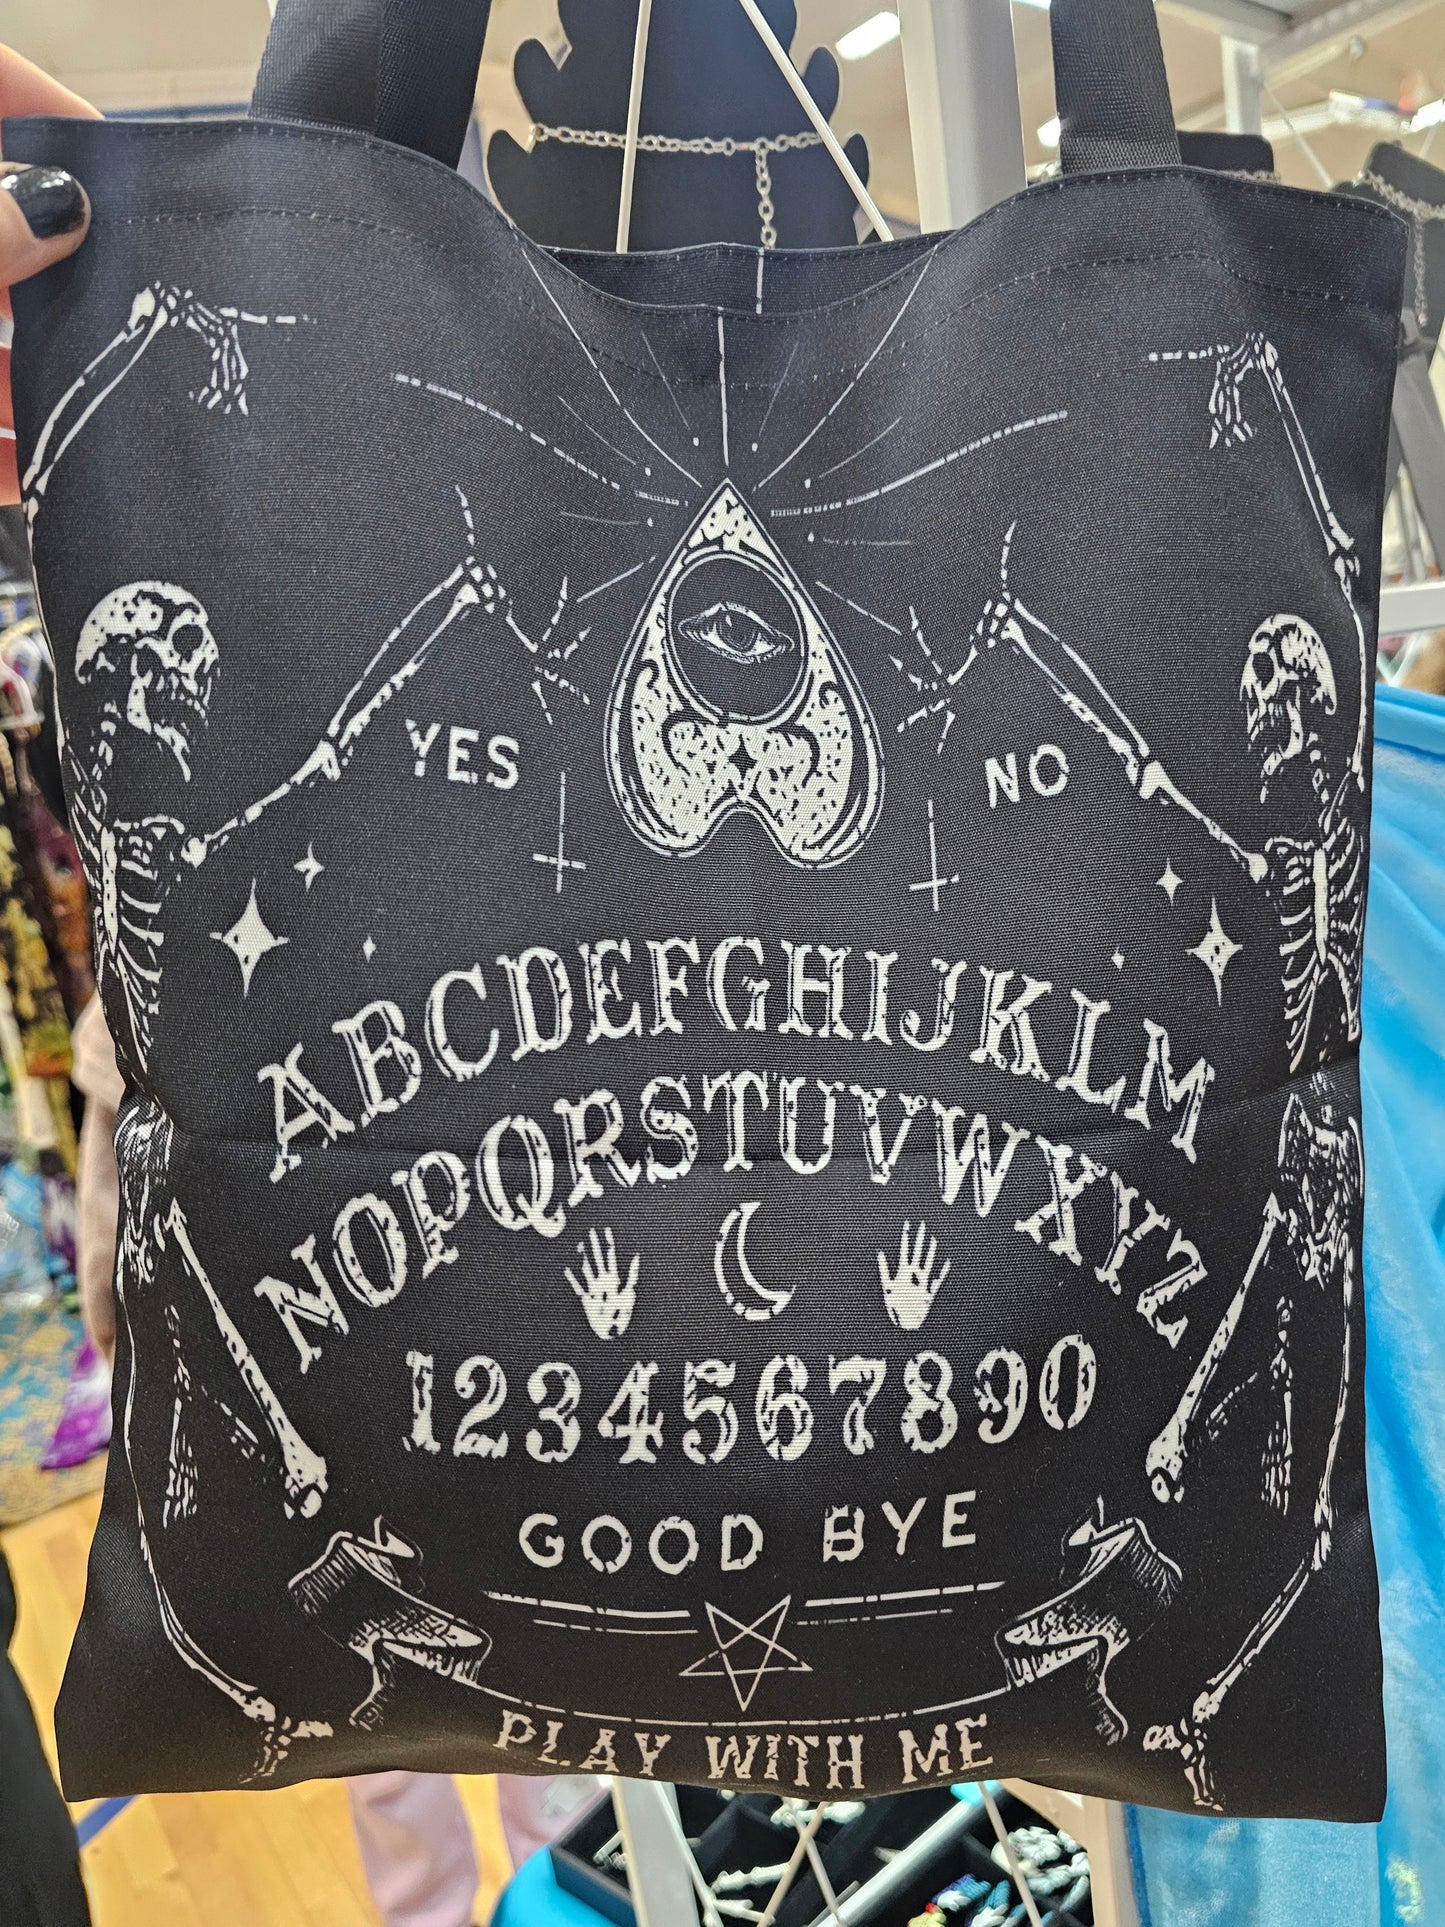 YES NO
ABCDEFGHIJKLM
NOPQRSTUVWXYZ
1234567890
GOOD BYE
PLAY WITH ME